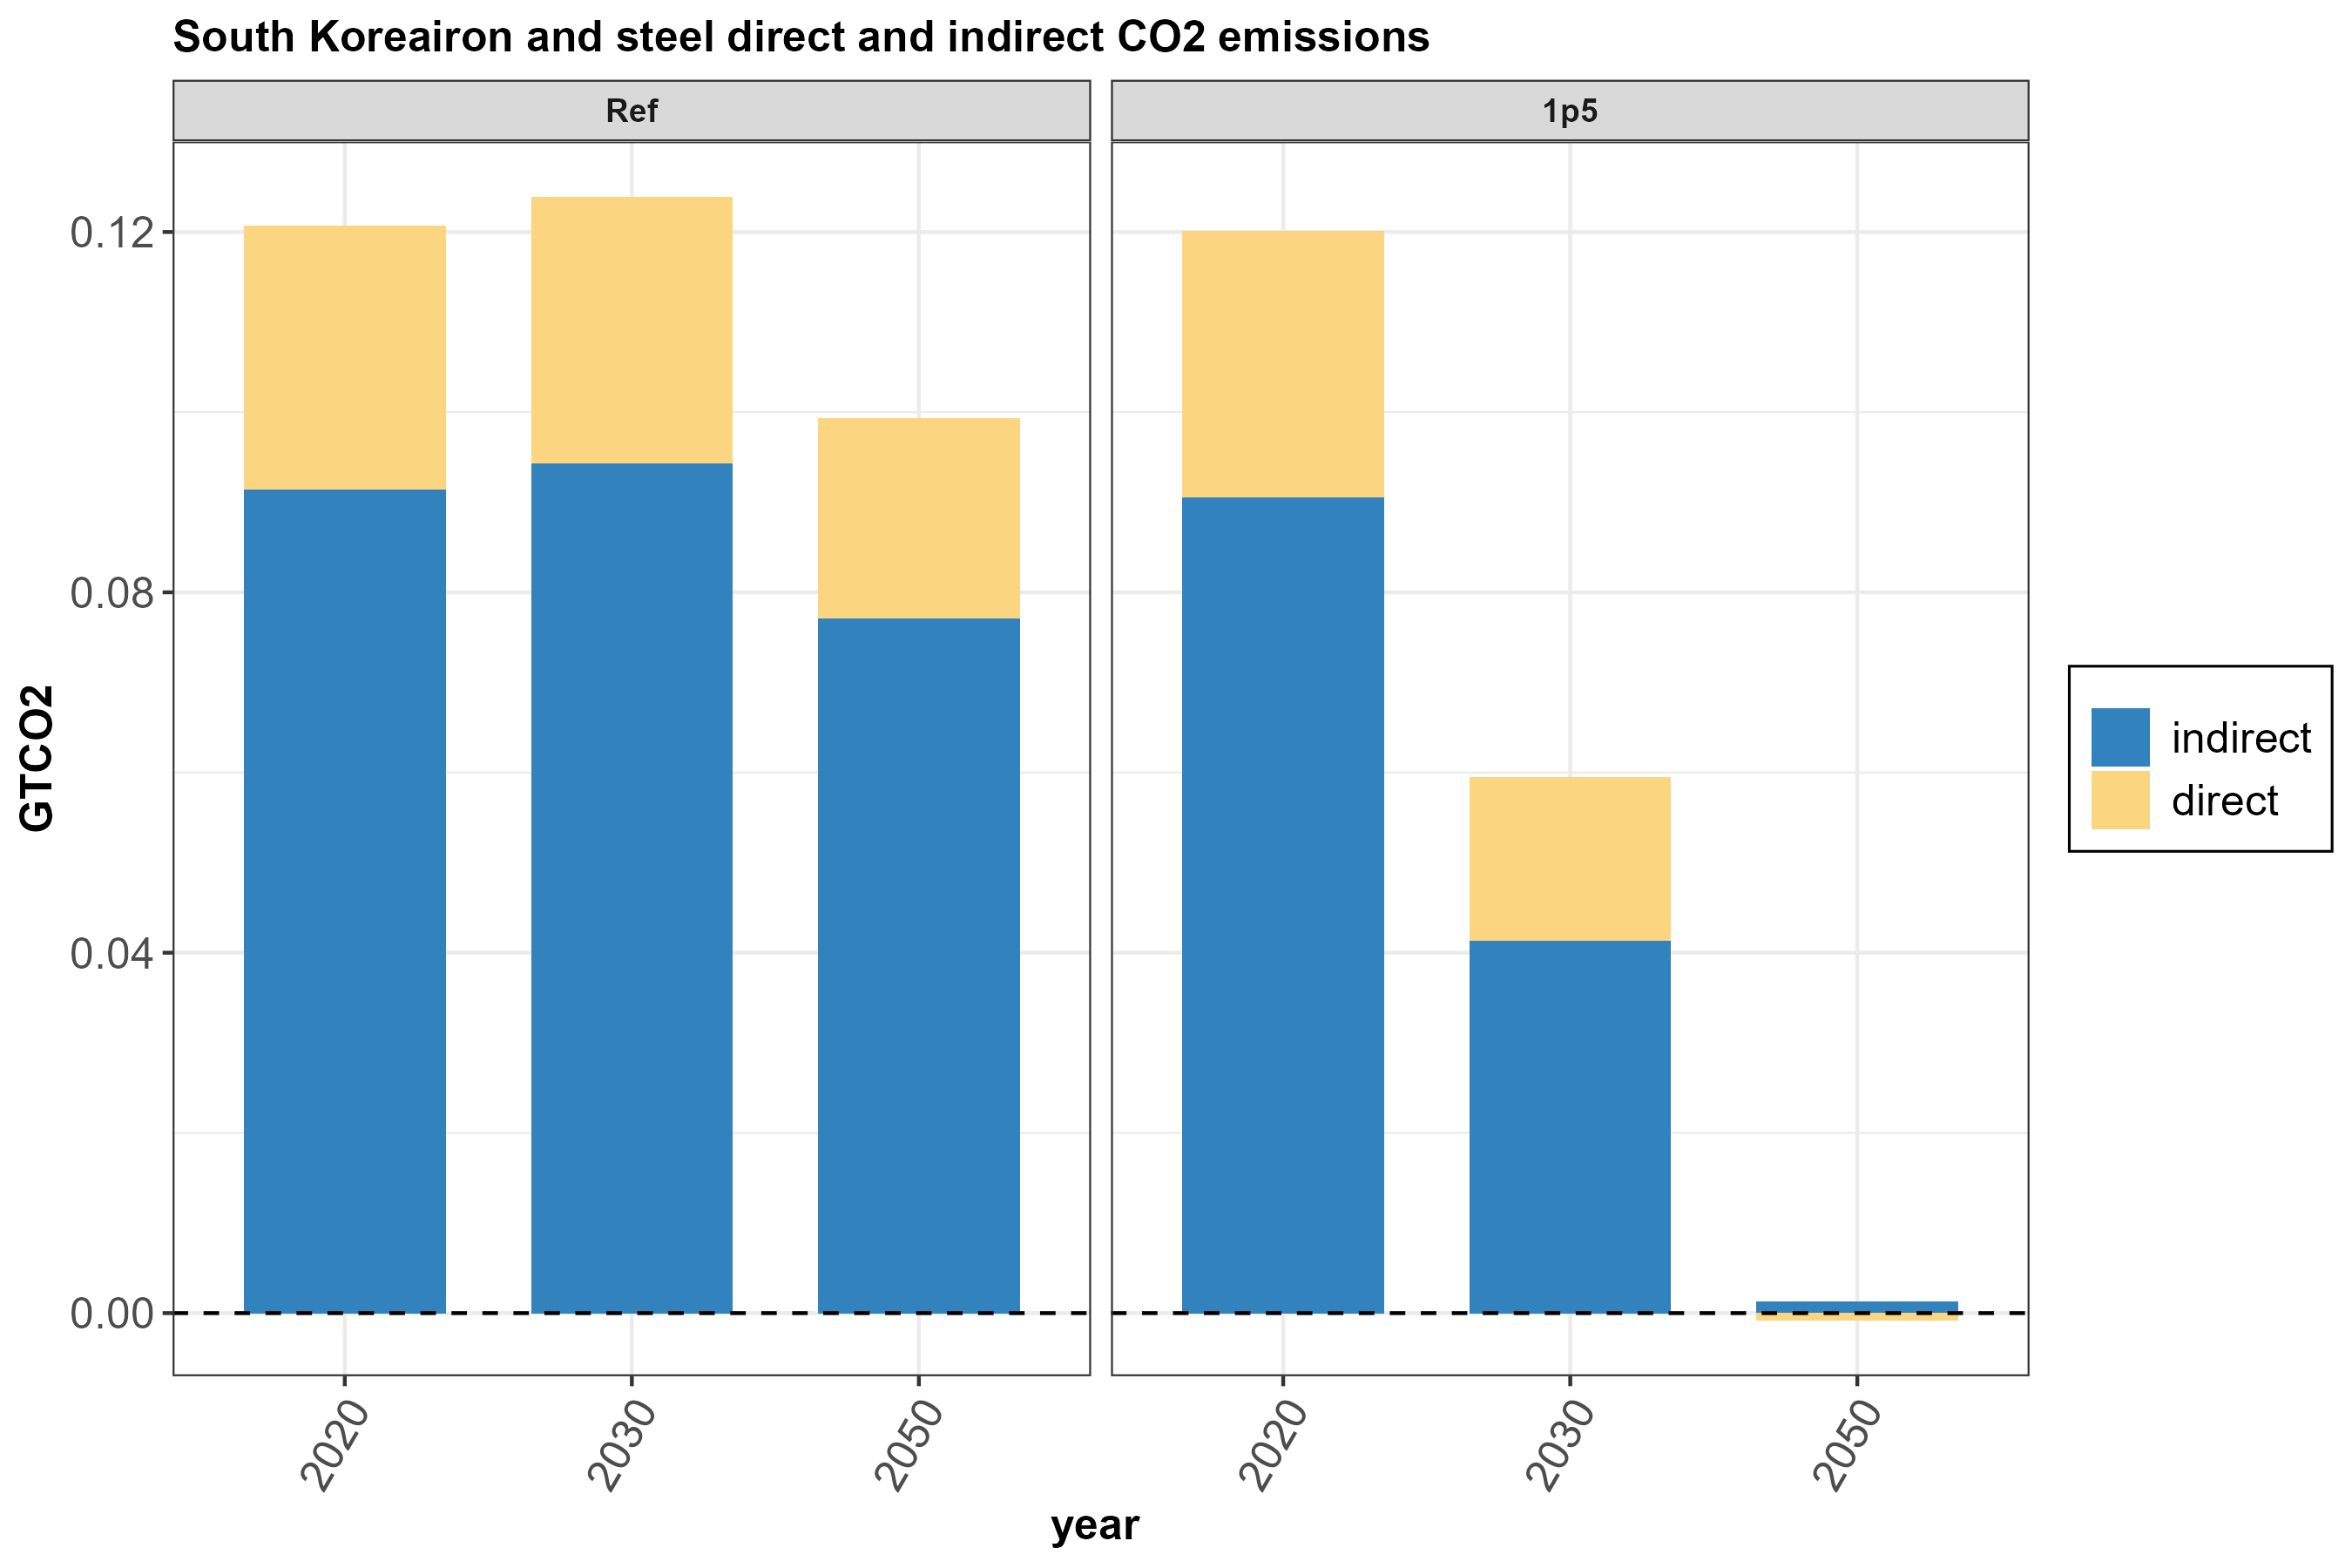 South Koreairon and steel direct and indirect CO2 emissions
Ref
1p5
0.12
0.08
0.04
0.00
GTCO2
2020
2030
2050
2020
2030
2050
year
indirect
direct